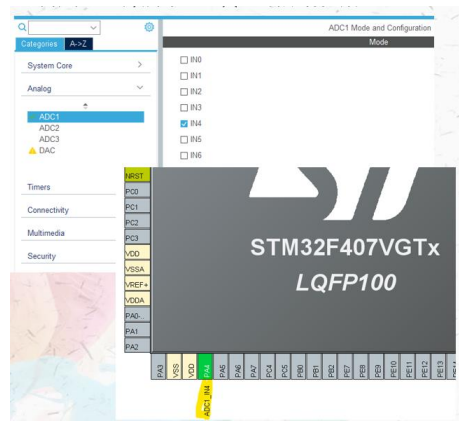 ADC1 Mode and Configuration
Categories A->Z
Mode
System Core
Analog
ADC1
ADC2
ADC3
DAC
Timers
Connectivity
Multimedia
Security
IN0
IN1
IN2
IN3
IN4
IN5
IN6
NRST
PC0
PC1
PC2
PC3
VDD
VSSA
VREF+
VDDA
PA0-..
PA1
PA2
STM32F407VGTx
LQFP100
PA3
VSS
VDD
PA4
PA5
PA6
PA7
PC4
PC5
PB0
PB1
PB2
PE7
PE8
PE9
PE10
PE11
PE12
PE13
ADC1_IN4